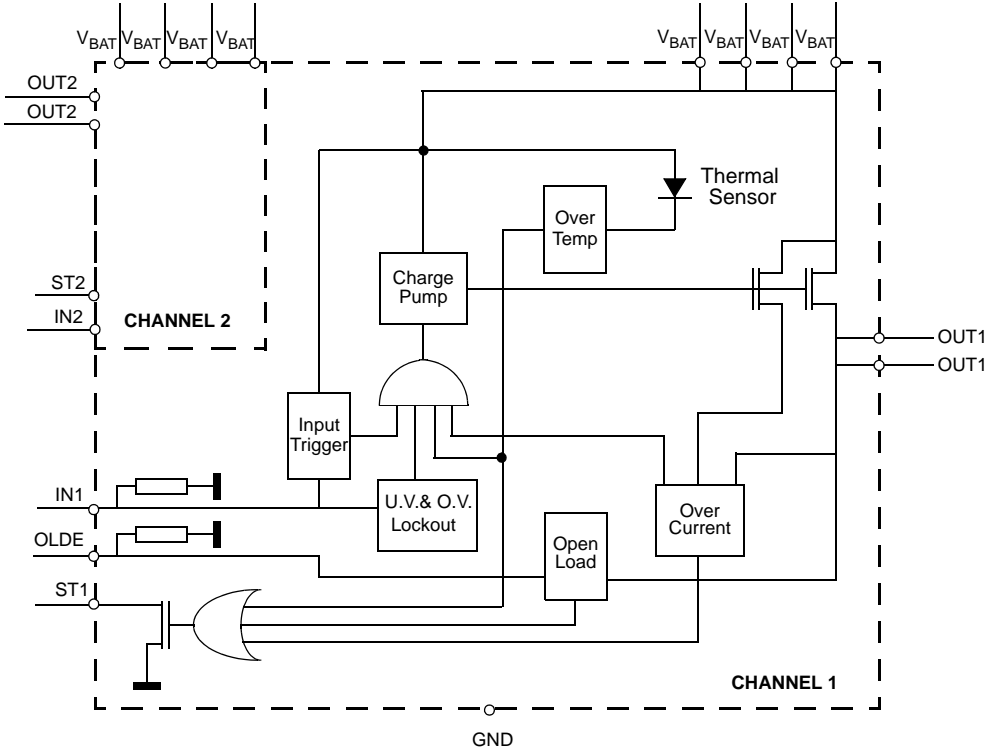 VBAT VBAT VBAT VBAT
VBAT VBAT VBAT VBAT
OUT2
OUT2
Thermal
Sensor
Over
Temp
Charge
Pump
ST2
IN2
CHANNEL 2
OUT1
OUT1
Input
Trigger
IN1
U.V.& O.V.
Lockout
Over
Current
OLDE
Open
Load
ST1
CHANNEL 1
GND